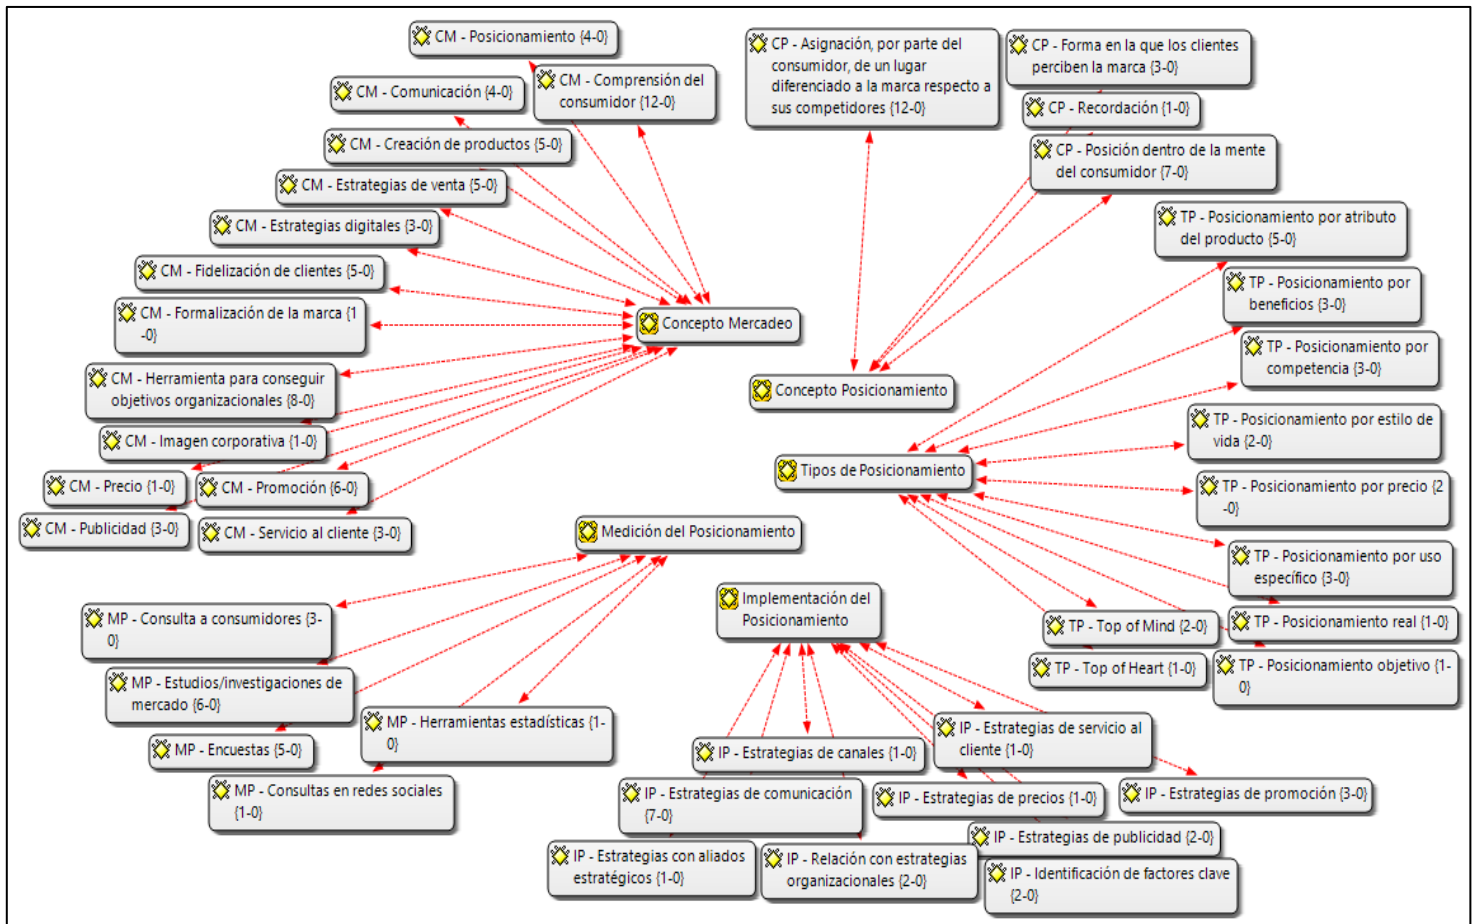 CM - Posicionamiento {4-0}
CM - Comprensión del
consumidor {12-0}
CM - Comunicación {4-0}
CM - Creación de productos {5-0}
CM - Estrategias de venta {5-0}
CM - Estrategias digitales {3-0}
CM - Fidelización de clientes {5-0}
CM - Formalización de la marca {1
-0}
CM - Herramienta para conseguir
objetivos organizacionales {8-0}
CM - Imagen corporativa {1-0}
CM - Precio {1-0}
CM - Promoción {6-0}
CM - Publicidad {3-0}
CM - Servicio al cliente {3-0}
Concepto Mercadeo
CP - Asignación, por parte del
consumidor, de un lugar
diferenciado a la marca respecto a
sus competidores {12-0}
CP - Forma en la que los clientes
perciben la marca {3-0}
CP - Recordación {1-0}
CP - Posición dentro de la mente
del consumidor {7-0}
Concepto Posicionamiento
TP - Posicionamiento por atributo
del producto {5-0}
TP - Posicionamiento por
beneficios {3-0}
TP - Posicionamiento por
competencia {3-0}
TP - Posicionamiento por estilo de
vida {2-0}
Tipos de Posicionamiento
TP - Posicionamiento por precio {2
-0}
TP - Posicionamiento por uso
específico {3-0}
TP - Posicionamiento real {1-0}
TP - Top of Mind {2-0}
TP - Top of Heart {1-0}
TP - Posicionamiento objetivo {1-
0}
Medición del Posicionamiento
MP - Consulta a consumidores {3-
0}
MP - Estudios/investigaciones de
mercado {6-0}
MP - Herramientas estadísticas {1-
0}
MP - Encuestas {5-0}
MP - Consultas en redes sociales
{1-0}
Implementación del
Posicionamiento
IP - Estrategias de servicio al
cliente {1-0}
IP - Estrategias de canales {1-0}
IP - Estrategias de comunicación
{7-0}
IP - Estrategias de precios {1-0}
IP - Estrategias de promoción {3-0}
IP - Estrategias de publicidad {2-0}
IP - Estrategias con aliados
estratégicos {1-0}
IP - Relación con estrategias
organizacionales {2-0}
IP - Identificación de factores clave
{2-0}